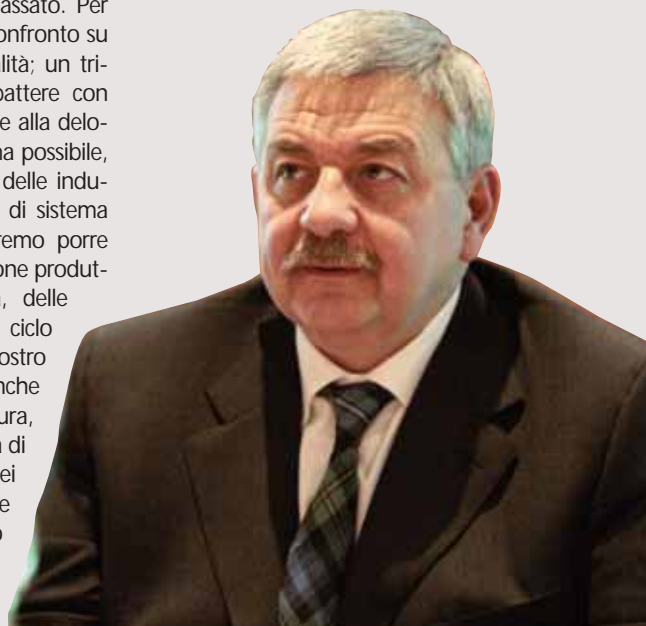 assato. Per
onfronto su
lità; un tri-
battere con
e alla delo-
na possibile,
delle indu-
di sistema
remo porre
one produt-
, delle
ciclo
ostro
nche
ura,
di
ei
e